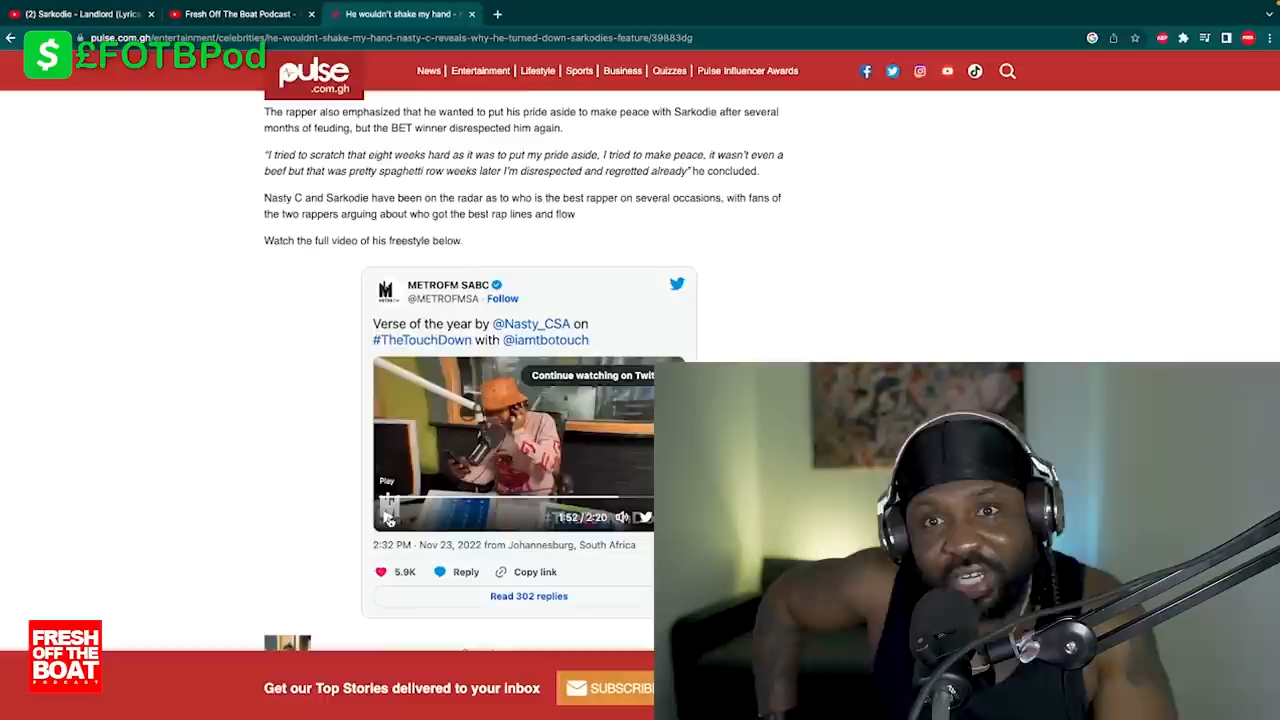 (2) Sarkodie - Landlord (Lyrics
Fresh Off The Boat Podcast -
He wouldn't shake my hand -
pulse.com.gh/entertainment/celebrities/he-wouldnt-shake-my-hand-nasty-c-reveals-why-he-turned-down-sarkodies-feature/39883dg
$ £FOTBPod
pulse
.com.gh
News | Entertainment | Lifestyle | Sports | Business | Quizzes | Pulse Influencer Awards
The rapper also emphasized that he wanted to put his pride aside to make peace with Sarkodie after several
months of feuding, but the BET winner disrespected him again.
“I tried to scratch that eight weeks hard as it was to put my pride aside, I tried to make peace, it wasn't even a
beef but that was pretty spaghetti row weeks later I'm disrespected and regretted already” he concluded.
Nasty C and Sarkodie have been on the radar as to who is the best rapper on several occasions, with fans of
the two rappers arguing about who got the best rap lines and flow
Watch the full video of his freestyle below.
METROFM SABC
@METROFMSA · Follow
Verse of the year by @Nasty_CSA on
#TheTouchDown with @iamtbotouch
Continue watching on Twit
Play
1:52 / 2:20
2:32 PM · Nov 23, 2022 from Johannesburg, South Africa
5.9K Reply Copy link
Read 302 replies
FRESH
OFF THE
BOAT
PODCAST
Get our Top Stories delivered to your inbox
SUBSCRIBE